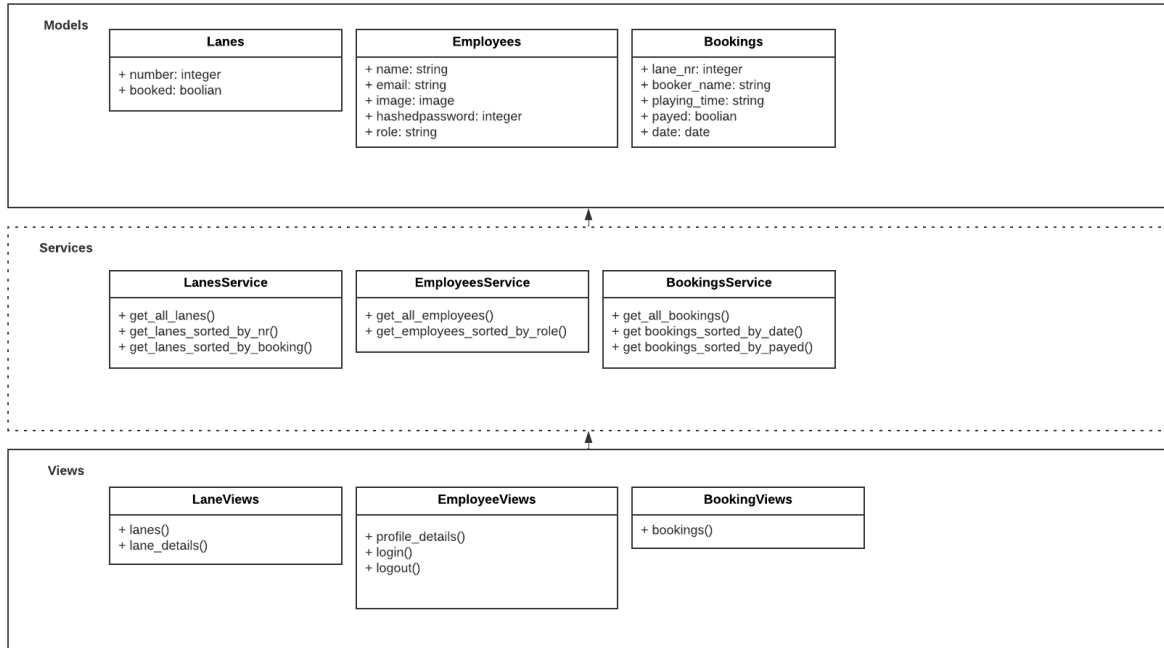 Models
Lanes
+ number: integer
+ booked: boolian
Employees
+ name: string
+ email: string
+ image: image
+ hashedpassword: integer
+ role: string
Bookings
+ lane_nr: integer
+ booker_name: string
+ playing_time: string
+ payed: boolian
+ date: date
Services
LanesService
+ get_all_lanes()
+ get_lanes_sorted_by_nr()
+ get_lanes_sorted_by_booking()
EmployeesService
+ get_all_employees()
+ get_employees_sorted_by_role()
BookingsService
+ get_all_bookings()
+ get bookings_sorted_by_date()
+ get bookings_sorted_by_payed()
Views
LaneViews
+ lanes()
+ lane_details()
EmployeeViews
+ profile_details()
+ login()
+ logout()
BookingViews
+ bookings()